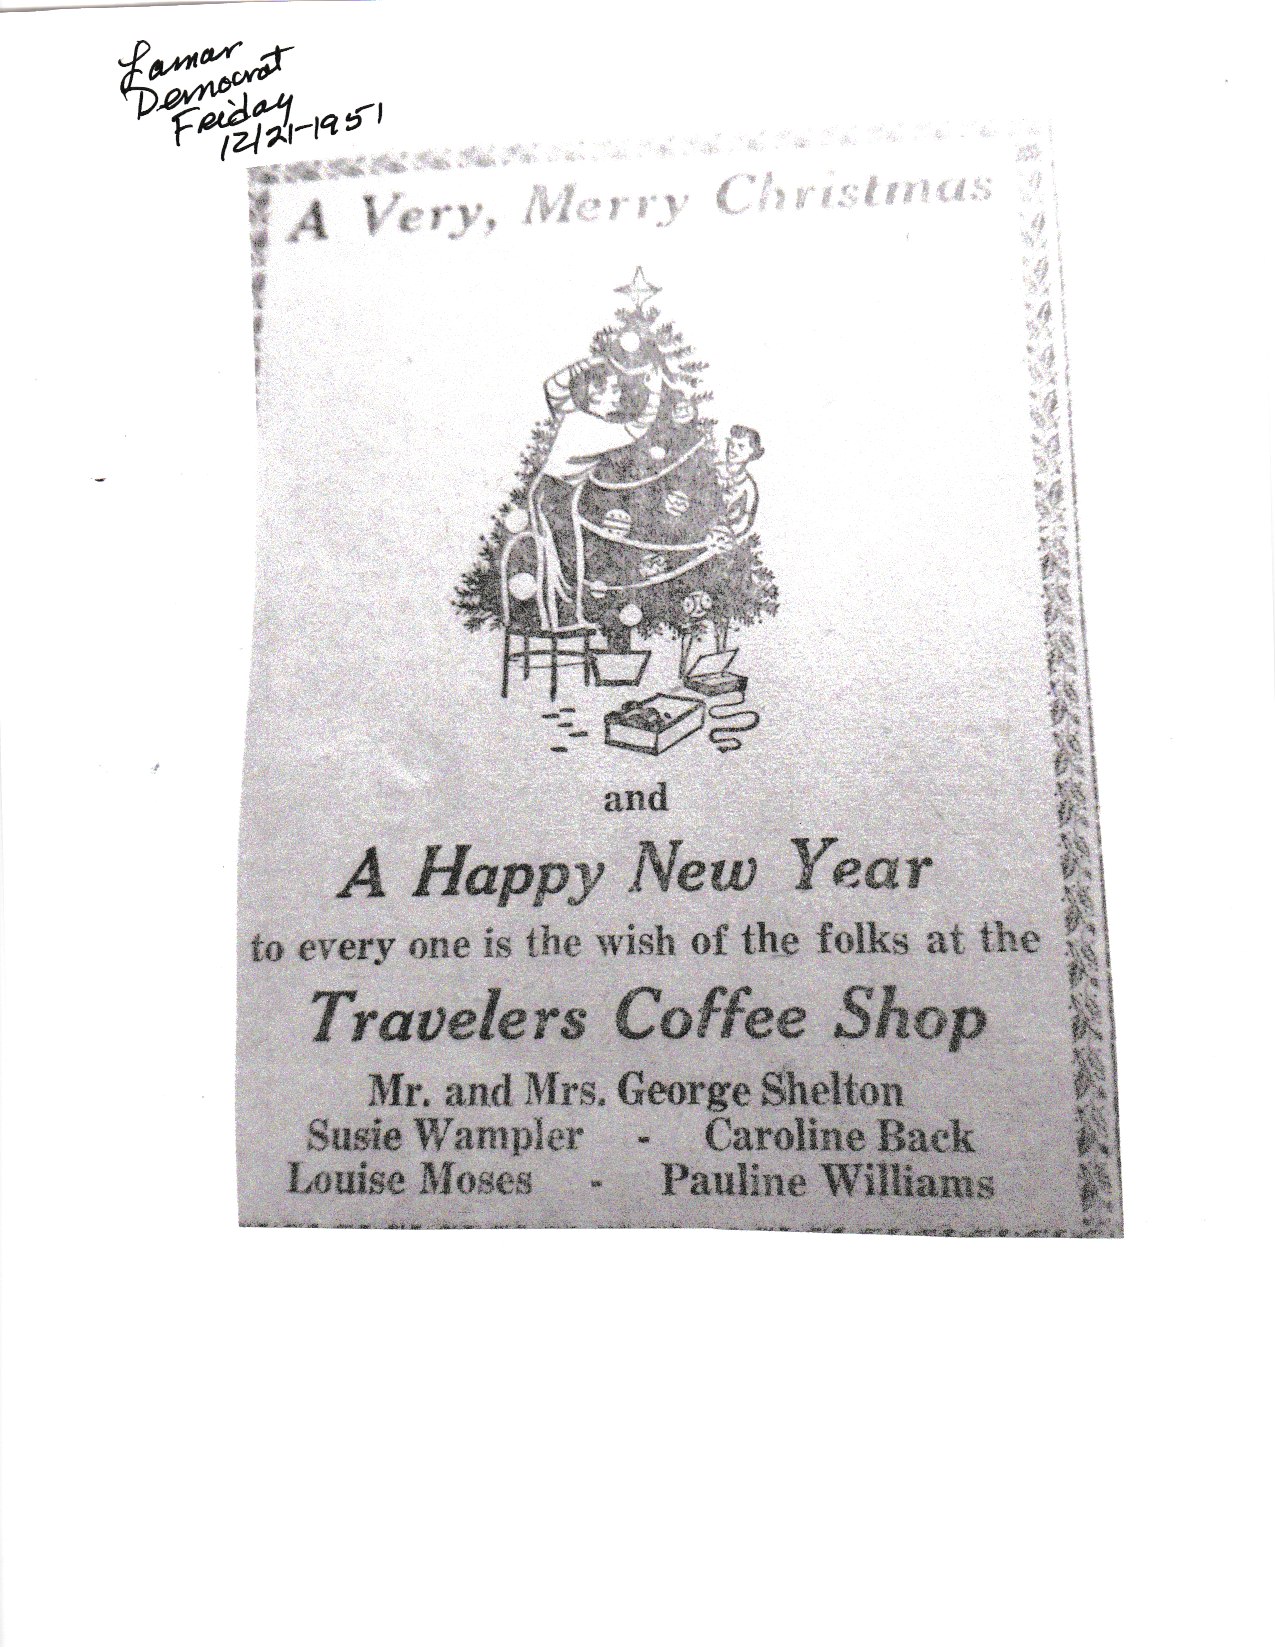 Lamar
Democrat
Friday
12/21-1951
A Very, Merry Christmas
and
A Happy New Year
to every one is the wish of the folks at the
Travelers Coffee Shop
Mr. and Mrs. George Shelton
Susie Wampler - Caroline Back
Louise Moses - Pauline Williams